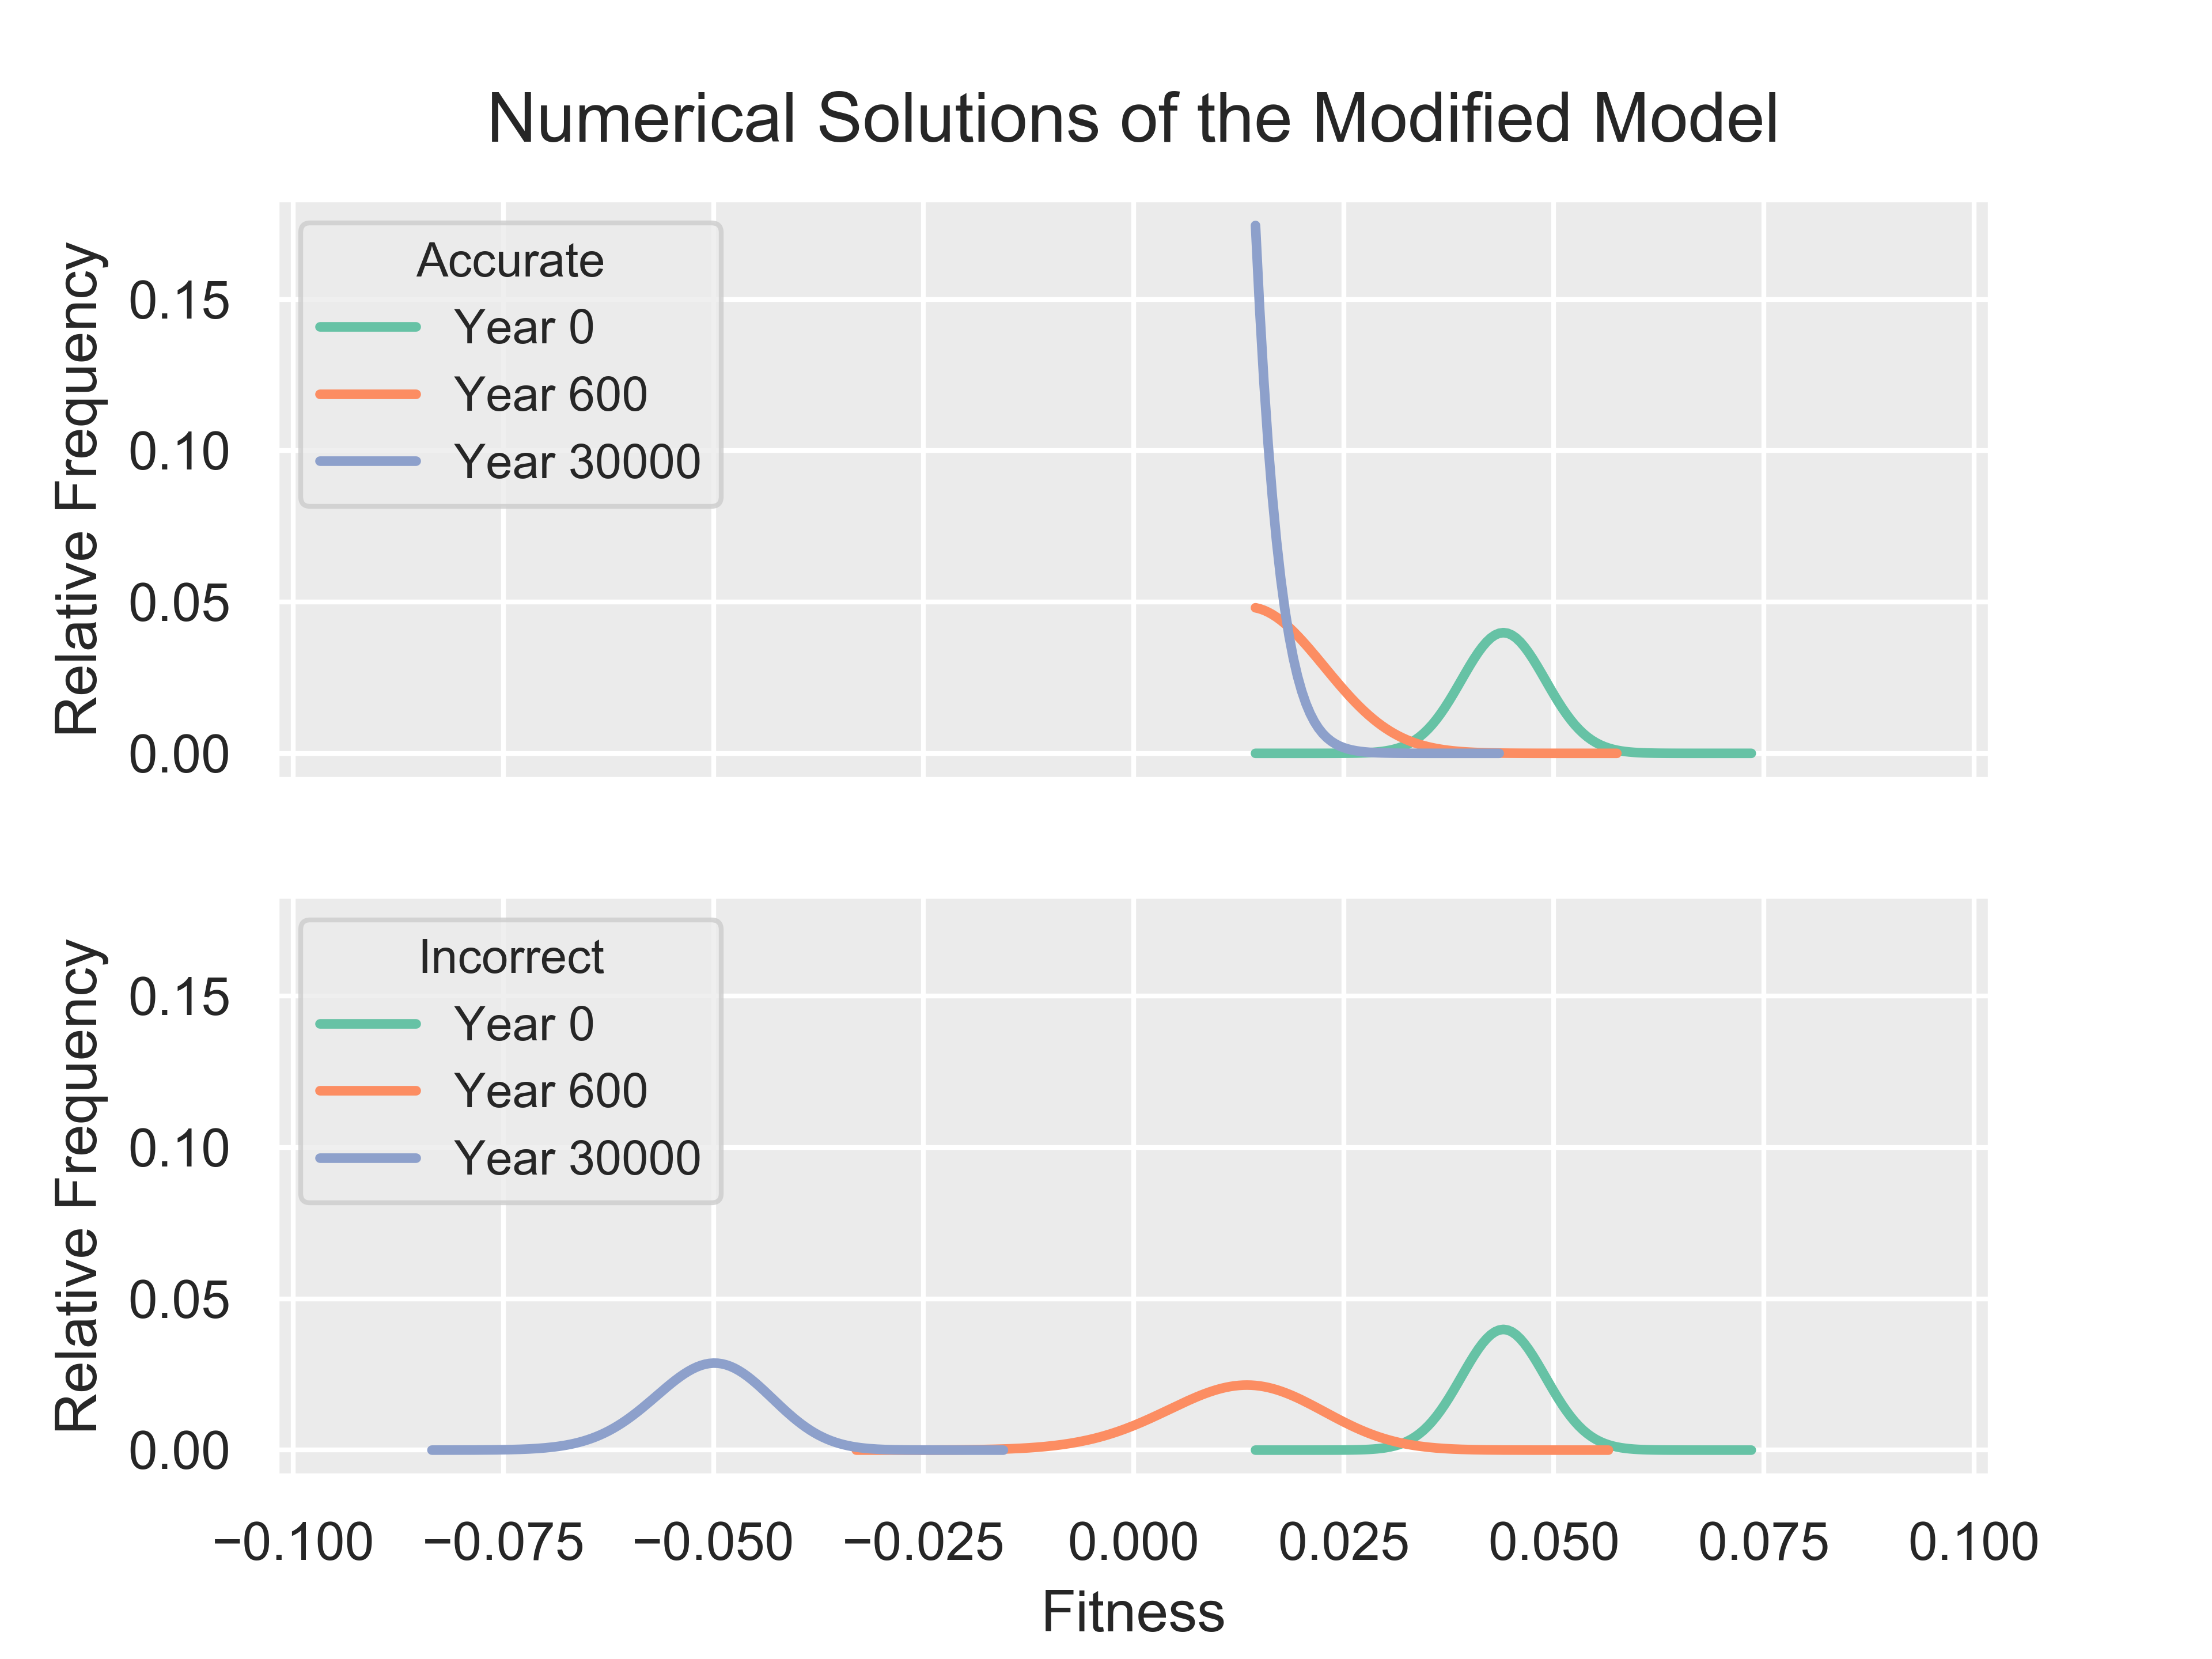 Numerical Solutions of the Modified Model
Relative Frequency
0.15
0.10
0.05
0.00
Accurate
Year 0
Year 600
Year 30000
Relative Frequency
0.15
0.10
0.05
0.00
Incorrect
Year 0
Year 600
Year 30000
−0.100 −0.075 −0.050 −0.025 0.000 0.025 0.050 0.075 0.100
Fitness